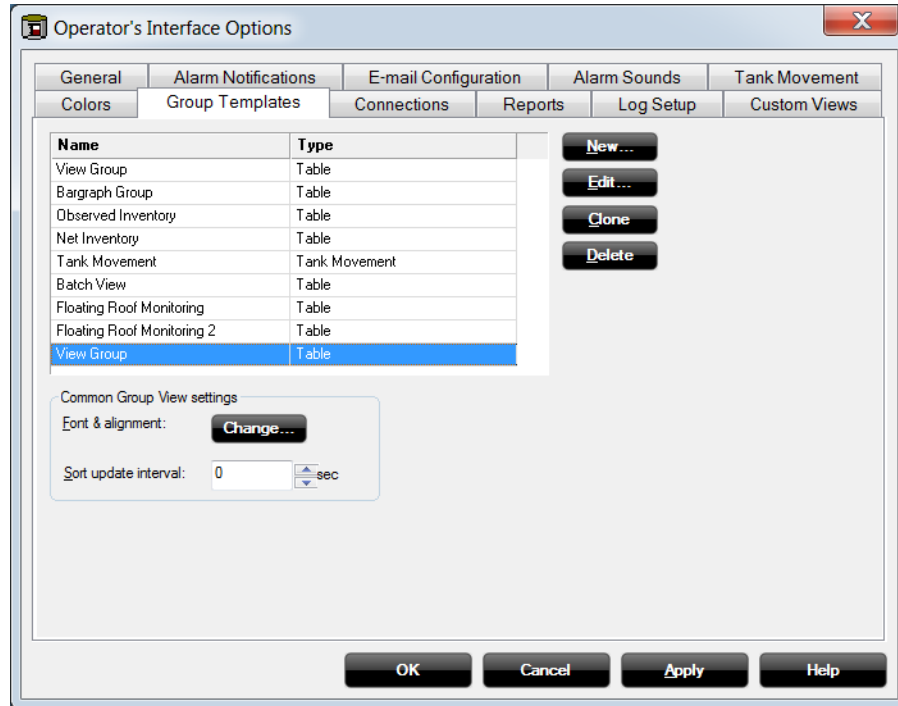 Operator's Interface Options
General Alarm Notifications E-mail Configuration Alarm Sounds Tank Movement
Colors Group Templates Connections Reports Log Setup Custom Views
Name Type
View Group Table
Bargraph Group Table
Observed Inventory Table
Net Inventory Table
Tank Movement Tank Movement
Batch View Table
Floating Roof Monitoring Table
Floating Roof Monitoring 2 Table
View Group Table
New...
Edit...
Clone
Delete
Common Group View settings
Font & alignment: Change...
Sort update interval: 0 sec
OK Cancel Apply Help